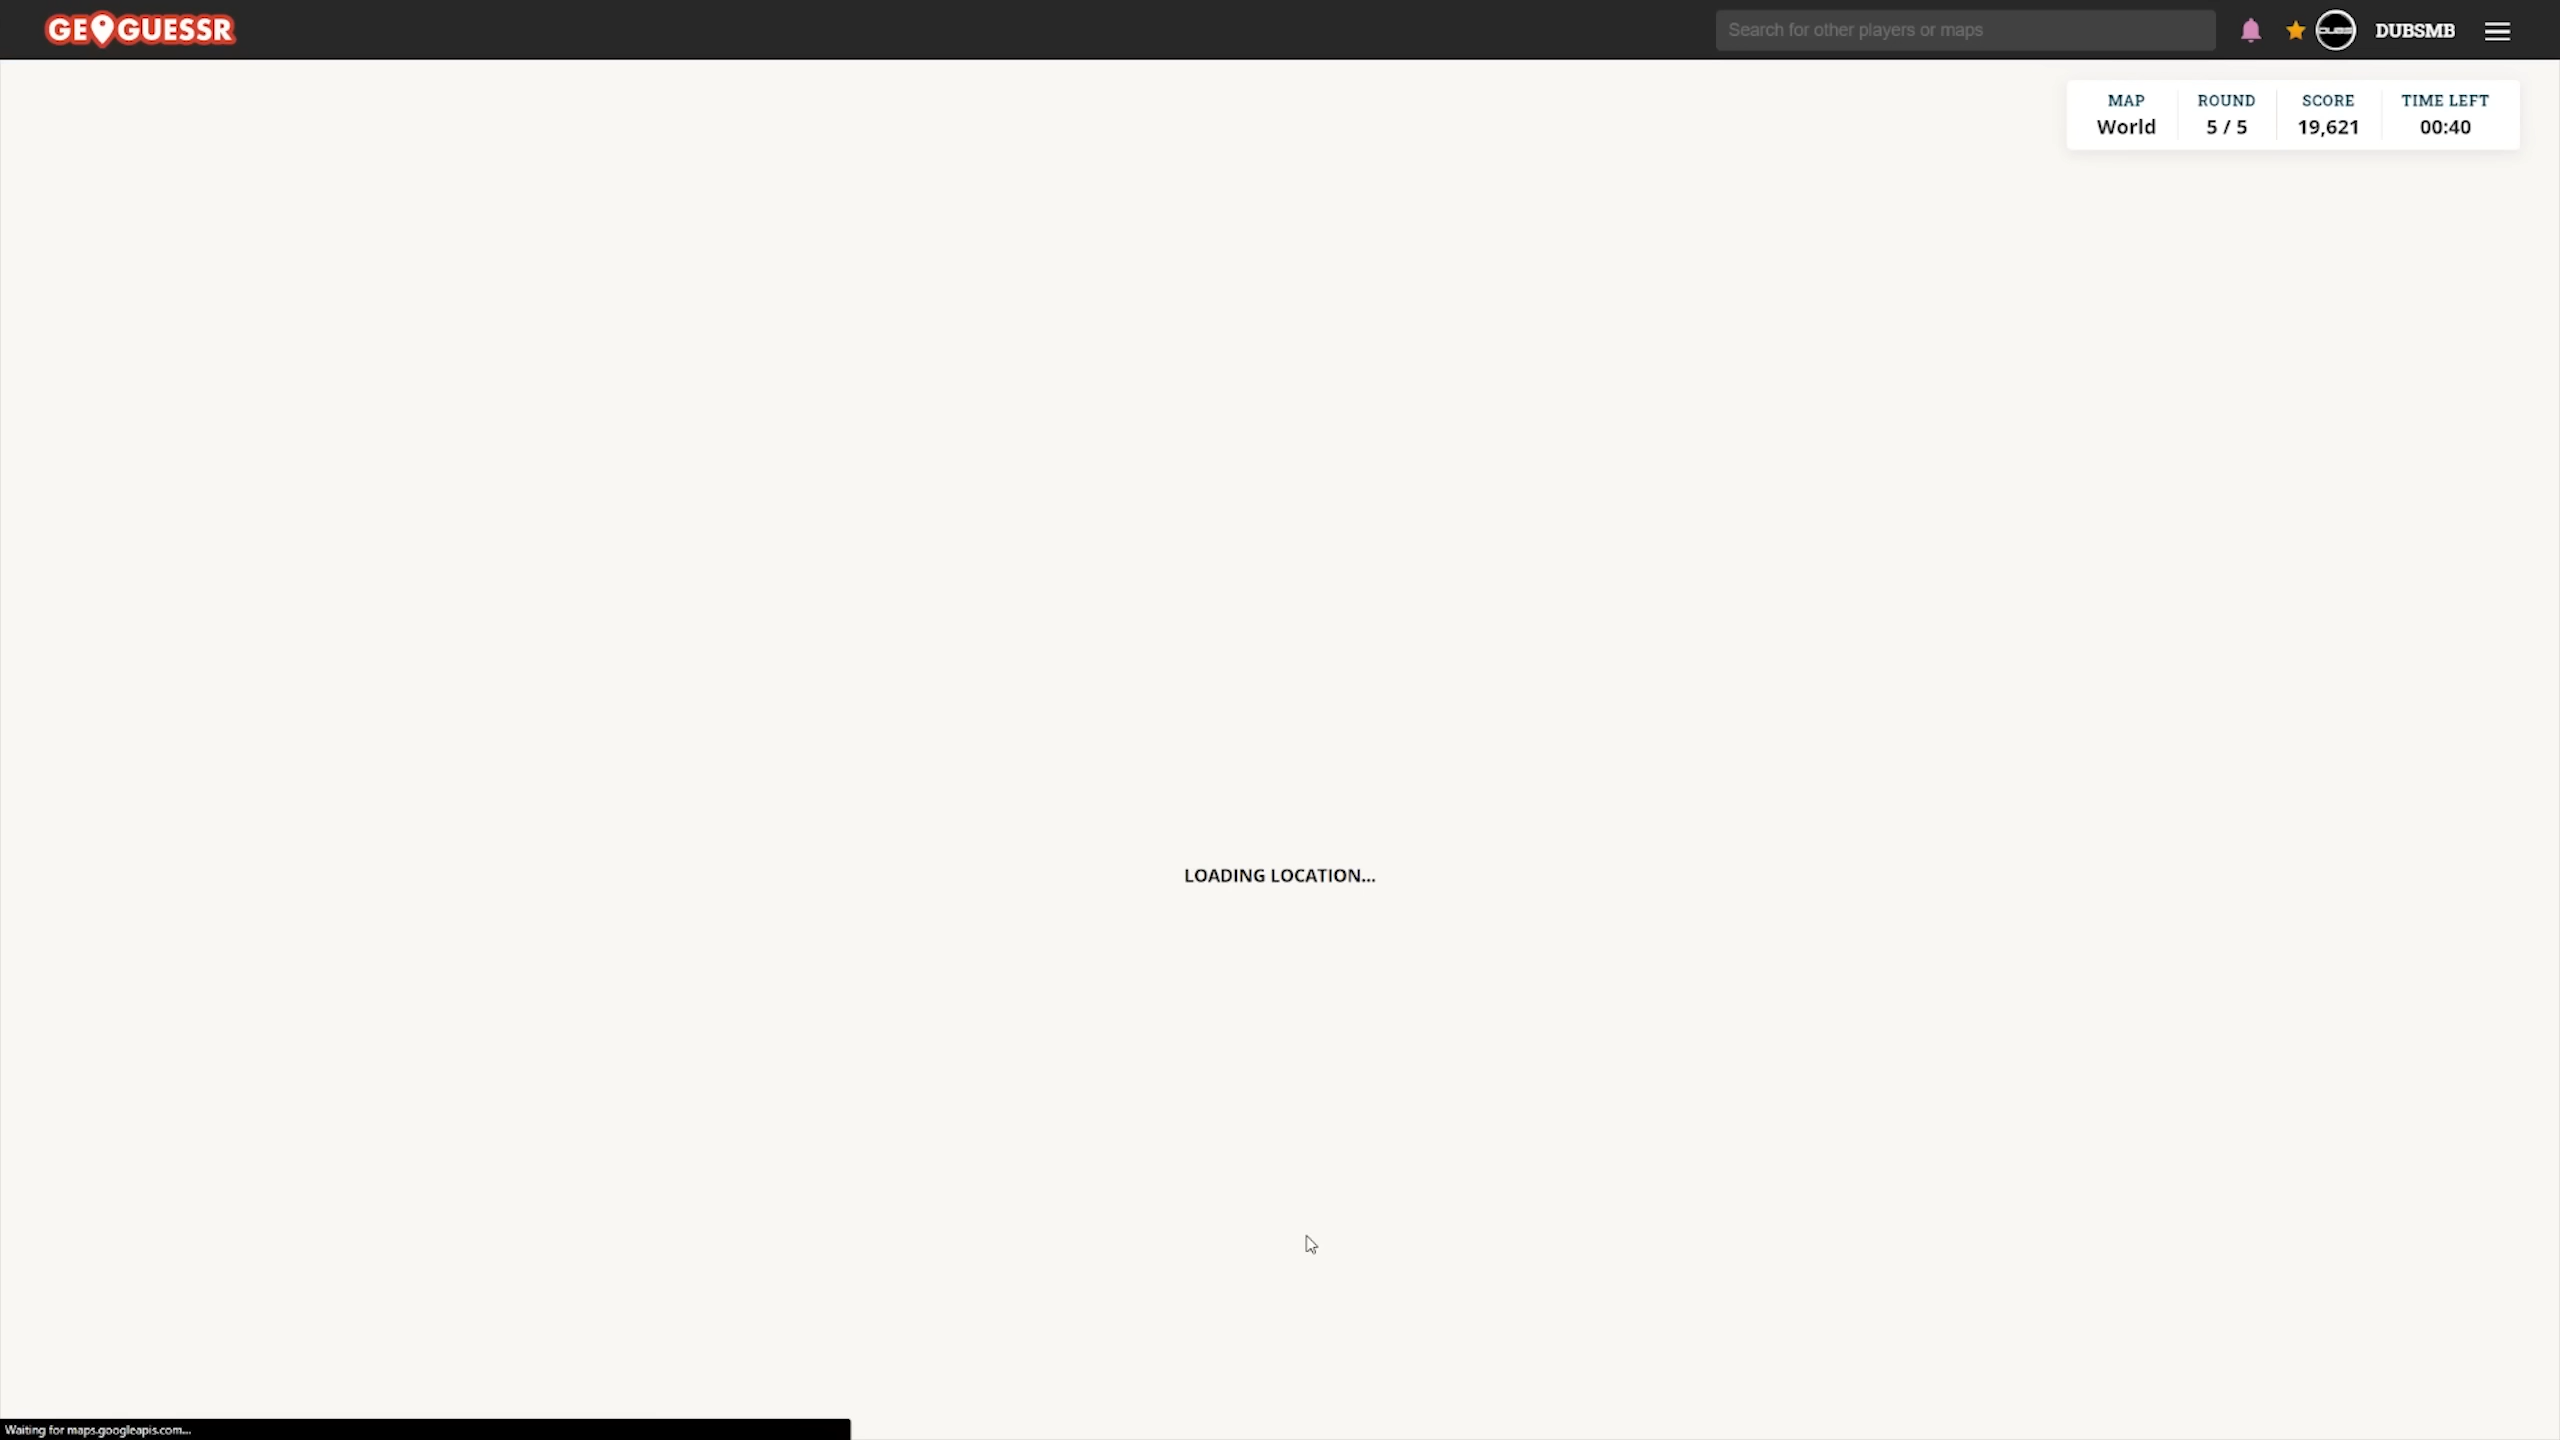 GEOGUESSR
Search for other players or maps
DUBSMB
MAP ROUND SCORE TIME LEFT
World 5 / 5 19,621 00:40
LOADING LOCATION...
Waiting for maps.googleapis.com...